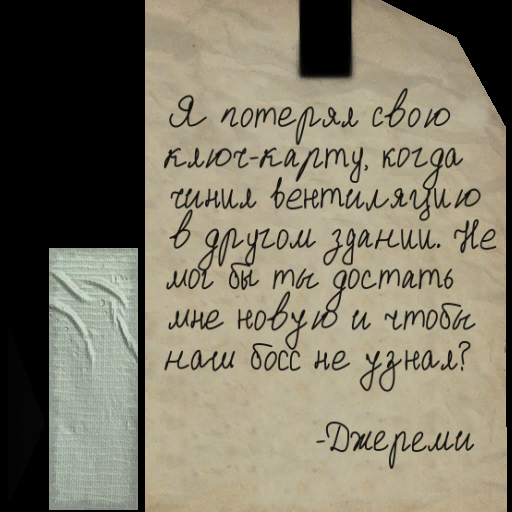 Я потерял свою
ключ-карту, когда
чинил вентиляцию
в другом здании. Не
мог бы ты достать
мне новую и чтобы
наш босс не узнал?
-Джереми